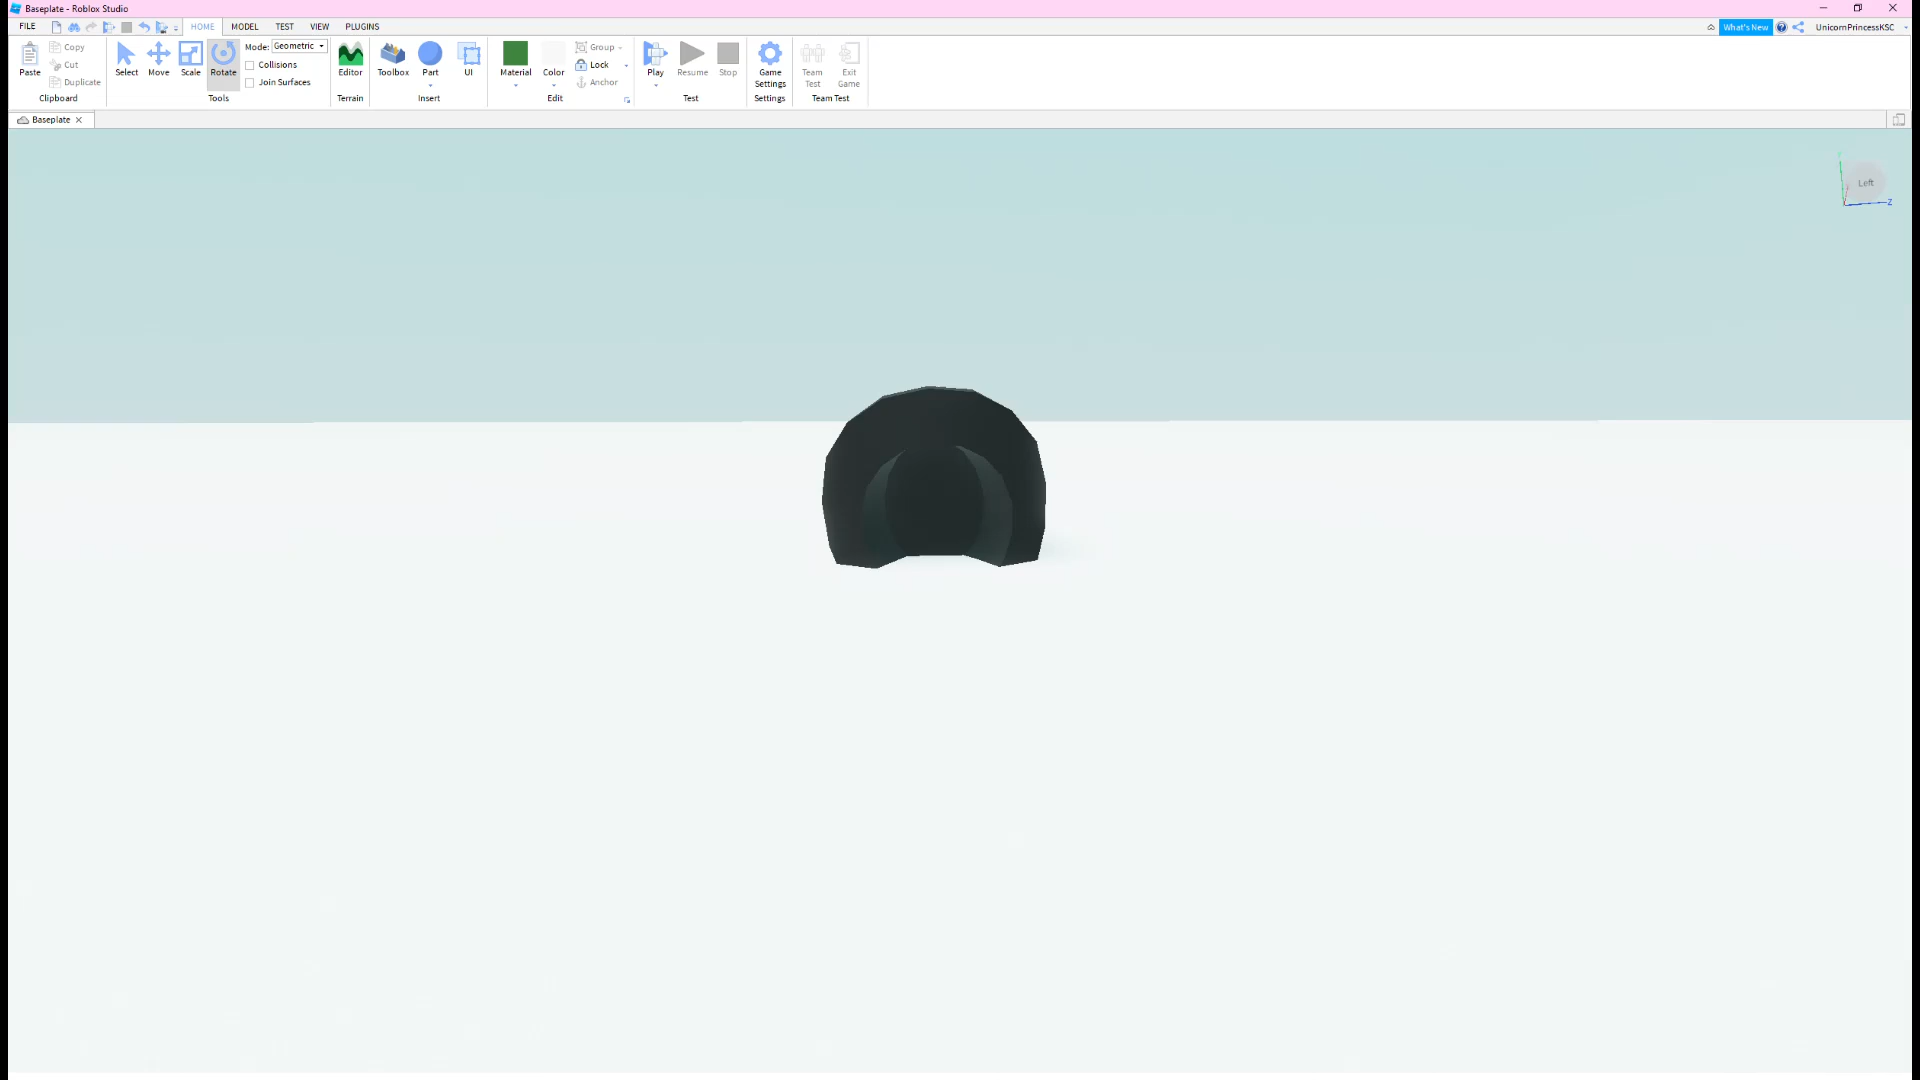 Baseplate - Roblox Studio
FILE HOME MODEL TEST VIEW PLUGINS What's New UnicornPrincessKSC
Paste Copy Cut Duplicate
Clipboard
Select Move Scale Rotate
Mode: Geometric
Collisions
Join Surfaces
Tools
Editor
Terrain
Toolbox Part UI
Insert
Material Color
Group
Lock
Anchor
Edit
Play Resume Stop
Test
Game Settings
Settings
Team Test
Exit Game
Team Test
Baseplate
Left
Z